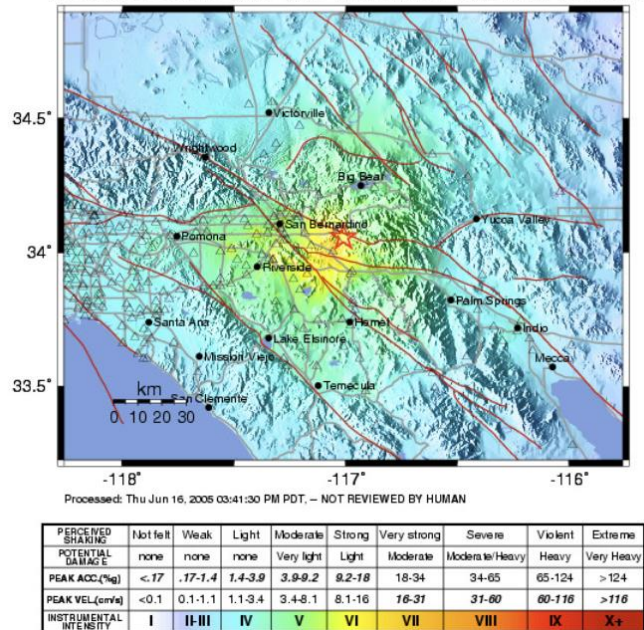 34.5°
Victorville
Wrightwood
Big Bear
San Bernardino
Yucca Valley
34°
Pomona
Riverside
Palm Springs
Santa Ana
Hemet
Indio
Lake Elsinore
Mission Viejo
Mecca
33.5°
Temecula
km
San Clemente
0 10 20 30
-118° -117° -116°
Processed: Thu Jun 16, 2005 03:41:30 PM PDT, – NOT REVIEWED BY HUMAN
PERCEIVED SHAKING Not felt Weak Light Moderate Strong Very strong Severe Violent Extreme
POTENTIAL DAMAGE none none none Very light Light Moderate Moderate/Heavy Heavy Very Heavy
PEAK ACC.(%g) <.17 .17-1.4 1.4-3.9 3.9-9.2 9.2-18 18-34 34-65 65-124 >124
PEAK VEL.(cm/s) <0.1 0.1-1.1 1.1-3.4 3.4-8.1 8.1-16 16-31 31-60 60-116 >116
INSTRUMENTAL INTENSITY I II-III IV V VI VII VIII IX X+